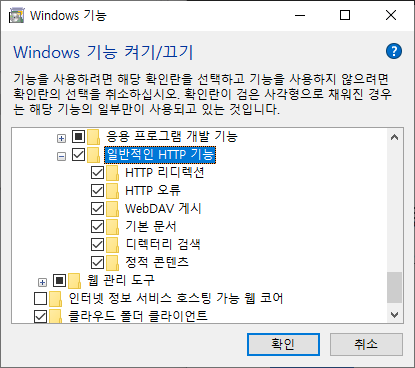 Windows 기능
Windows 기능 켜기/끄기
기능을 사용하려면 해당 확인란을 선택하고 기능을 사용하지 않으려면
확인란의 선택을 취소하십시오. 확인란이 검은 사각형으로 채워진 경우
는 해당 기능의 일부만이 사용되고 있는 것입니다.
응용 프로그램 개발 기능
일반적인 HTTP 기능
HTTP 리디렉션
HTTP 오류
WebDAV 게시
기본 문서
디렉터리 검색
정적 콘텐츠
웹 관리 도구
인터넷 정보 서비스 호스팅 가능 웹 코어
클라우드 폴더 클라이언트
확인
취소